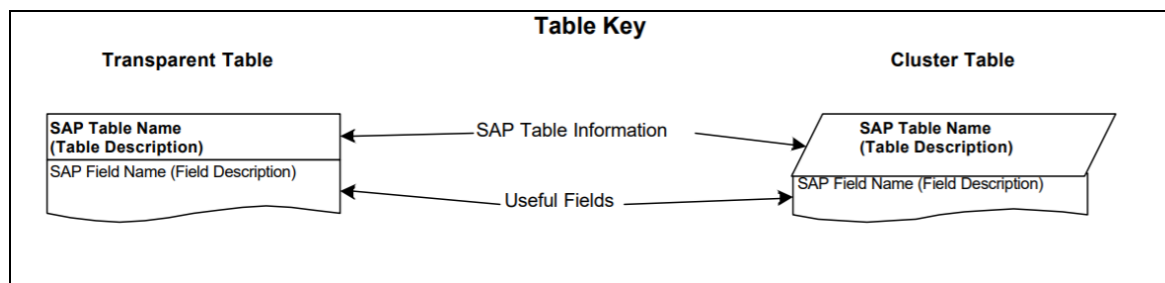 Table Key
Transparent Table
Cluster Table
SAP Table Name
(Table Description)
SAP Field Name (Field Description)
SAP Table Information
Useful Fields
SAP Table Name
(Table Description)
SAP Field Name (Field Description)